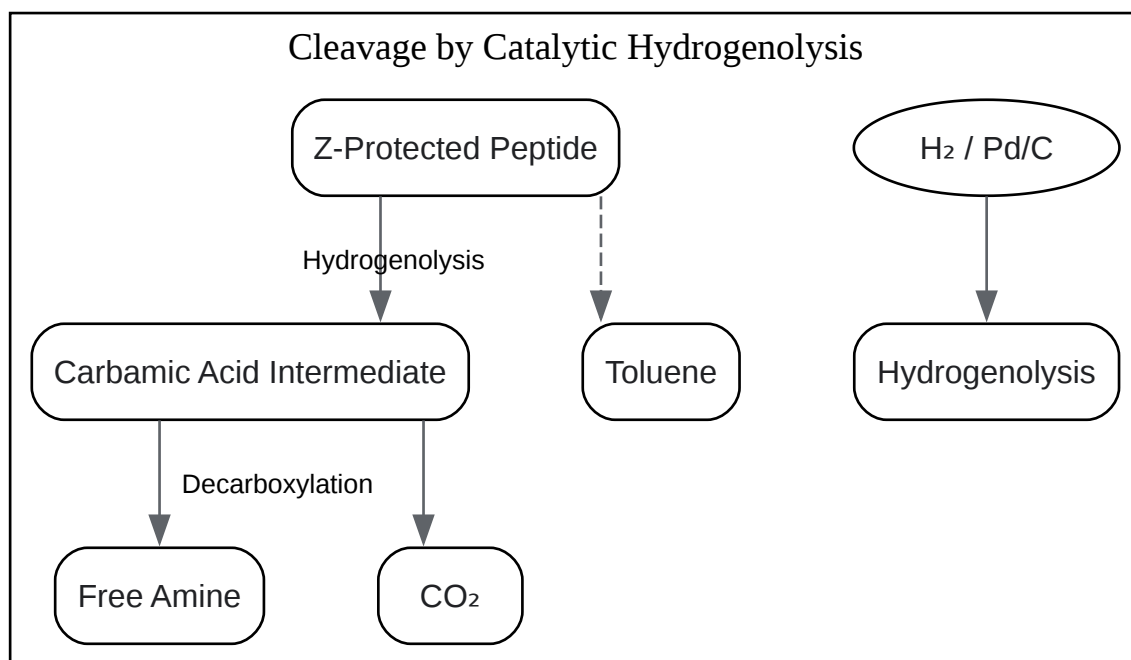 Cleavage by Catalytic Hydrogenolysis
Z-Protected Peptide
H₂ / Pd/C
Hydrogenolysis
Carbamic Acid Intermediate
Toluene
Hydrogenolysis
Decarboxylation
Free Amine
CO₂